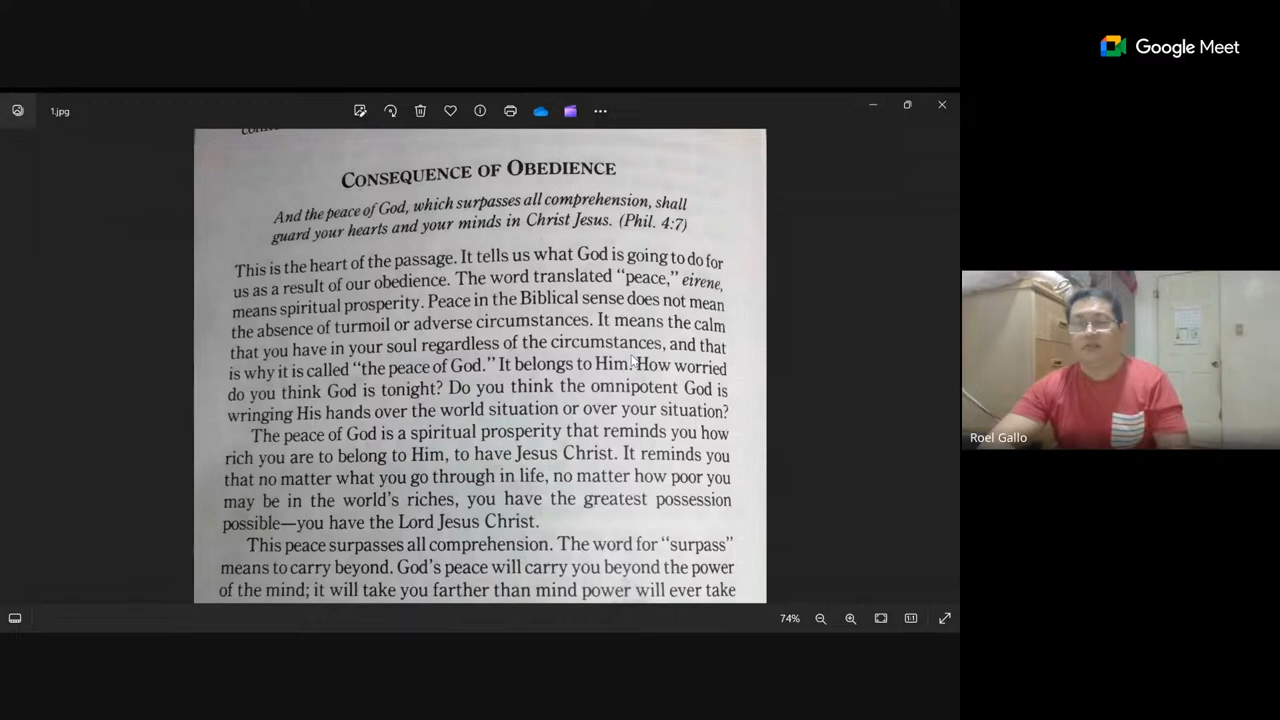 Google Meet
1.jpg
CONSEQUENCE OF OBEDIENCE
And the peace of God, which surpasses all comprehension, shall
guard your hearts and your minds in Christ Jesus. (Phil. 4:7)
This is the heart of the passage. It tells us what God is going to do for
us as a result of our obedience. The word translated “peace,” eirene,
means spiritual prosperity. Peace in the Biblical sense does not mean
the absence of turmoil or adverse circumstances. It means the calm
that you have in your soul regardless of the circumstances, and that
is why it is called “the peace of God.” It belongs to Him. How worried
do you think God is tonight? Do you think the omnipotent God is
wringing His hands over the world situation or over your situation?
The peace of God is a spiritual prosperity that reminds you how
rich you are to belong to Him, to have Jesus Christ. It reminds you
that no matter what you go through in life, no matter how poor you
may be in the world’s riches, you have the greatest possession
possible—you have the Lord Jesus Christ.
This peace surpasses all comprehension. The word for “surpass”
means to carry beyond. God’s peace will carry you beyond the power
of the mind; it will take you farther than mind power will ever take
74%
1:1
Roel Gallo